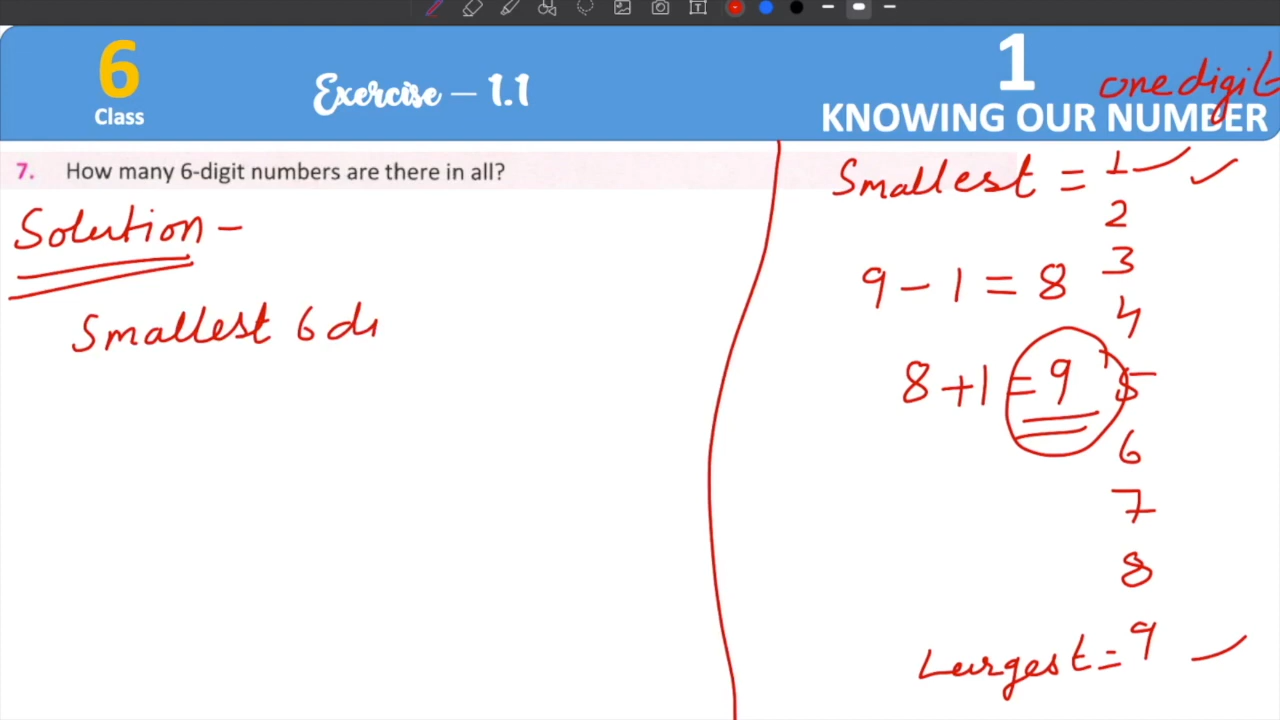 6
Class
Exercise – 1.1
1
KNOWING OUR NUMBER
one digit
7. How many 6-digit numbers are there in all?
Solution –
Smallest 6 di
Smallest = 1
2
3
9 – 1 = 8
4
8 + 1 = 9
5
6
7
8
Largest = 9